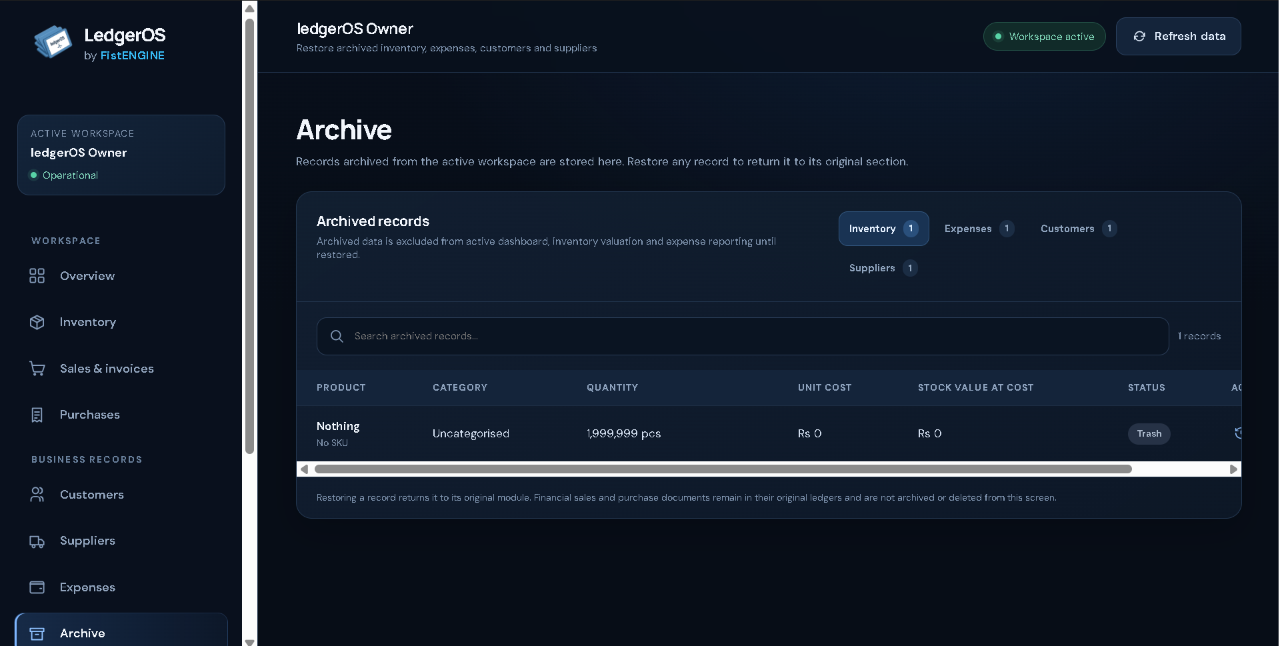 LedgerOS
by FistENGINE
ACTIVE WORKSPACE
ledgerOS Owner
Operational
WORKSPACE
Overview
Inventory
Sales & invoices
Purchases
BUSINESS RECORDS
Customers
Suppliers
Expenses
Archive
ledgerOS Owner
Restore archived inventory, expenses, customers and suppliers
Workspace active
Refresh data
Archive
Records archived from the active workspace are stored here. Restore any record to return it to its original section.
Archived records
Archived data is excluded from active dashboard, inventory valuation and expense reporting until
restored.
Inventory 1
Expenses 1
Customers 1
Suppliers 1
Search archived records...
1 records
PRODUCT CATEGORY QUANTITY UNIT COST STOCK VALUE AT COST STATUS
Nothing
No SKU
Uncategorised 1,999,999 pcs Rs 0 Rs 0 Trash
Restoring a record returns it to its original module. Financial sales and purchase documents remain in their original ledgers and are not archived or deleted from this screen.